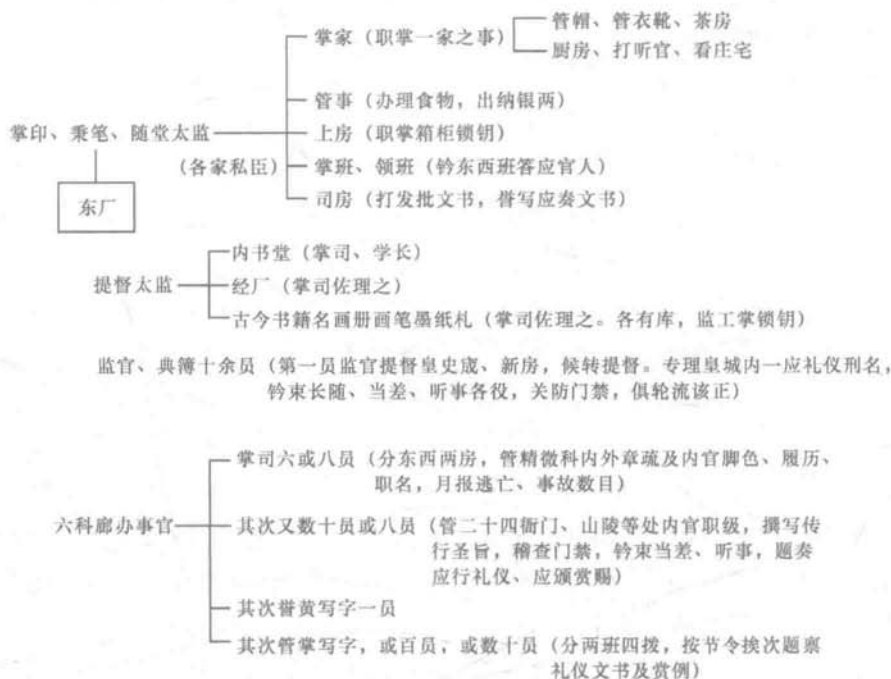 管帽、管衣靴、茶房
掌家（职掌一家之事）
厨房、打听官、看庄宅
管事（办理食物，出纳银两）
掌印、秉笔、随堂太监
上房（职掌箱柜锁钥）
（各家私臣）
掌班、领班（钤东西班答应官人）
东厂
司房（打发批文书，誊写应奏文书）
内书堂（掌司、学长）
提督太监
经厂（掌司佐理之）
古今书籍名画册画笔墨纸札（掌司佐理之。各有库，监工掌锁钥）
监官、典簿十余员（第一员监官提督皇史宬、新房，候转提督。专理皇城内一应礼仪刑名，
钤束长随、当差、听事各役，关防门禁，俱轮流该正）
掌司六或八员（分东西两房，管精微科内外章疏及内官脚色、履历、
职名，月报逃亡、事故数目）
六科廊办事官
其次又数十员或八员（管二十四衙门、山陵等处内官职级，撰写传
行圣旨，稽查门禁，钤束当差、听事，题奏
应行礼仪、应颁赏赐）
其次誊黄写字一员
其次管掌写字，或百员，或数十员（分两班四拨，按节令挨次题禀
礼仪文书及赏例）